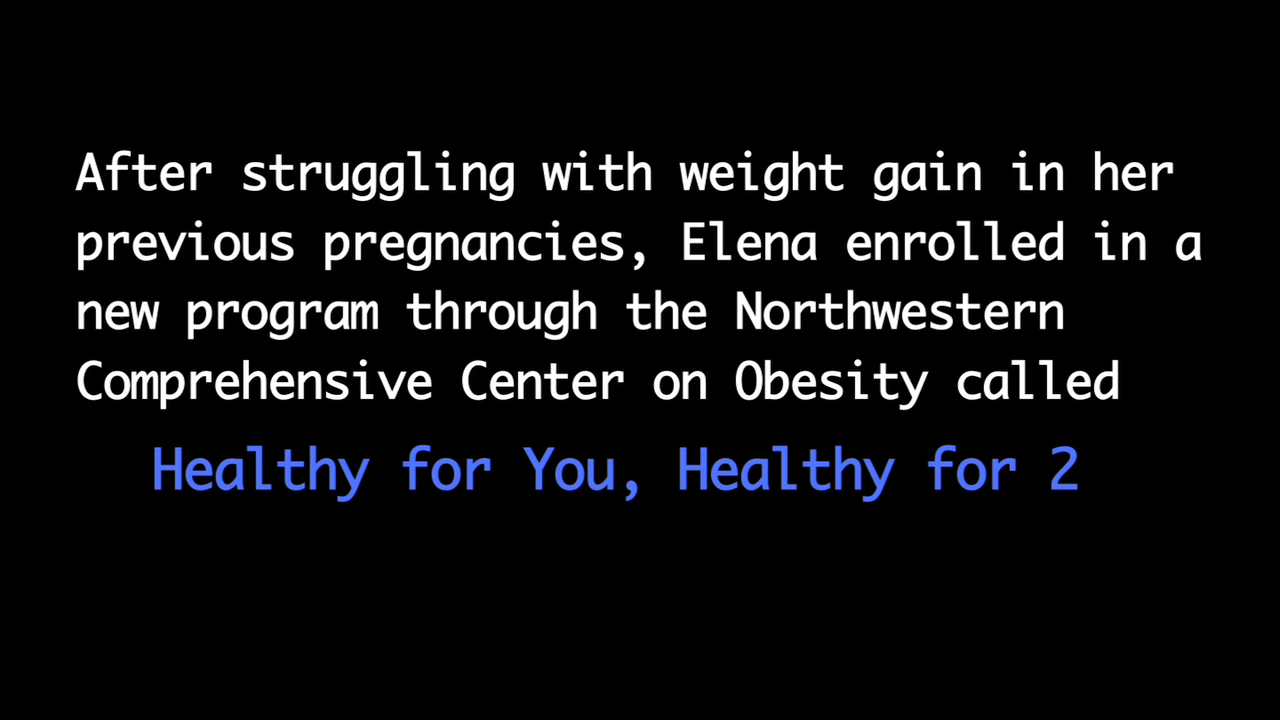 After struggling with weight gain in her
previous pregnancies, Elena enrolled in a
new program through the Northwestern
Comprehensive Center on Obesity called
Healthy for You, Healthy for 2